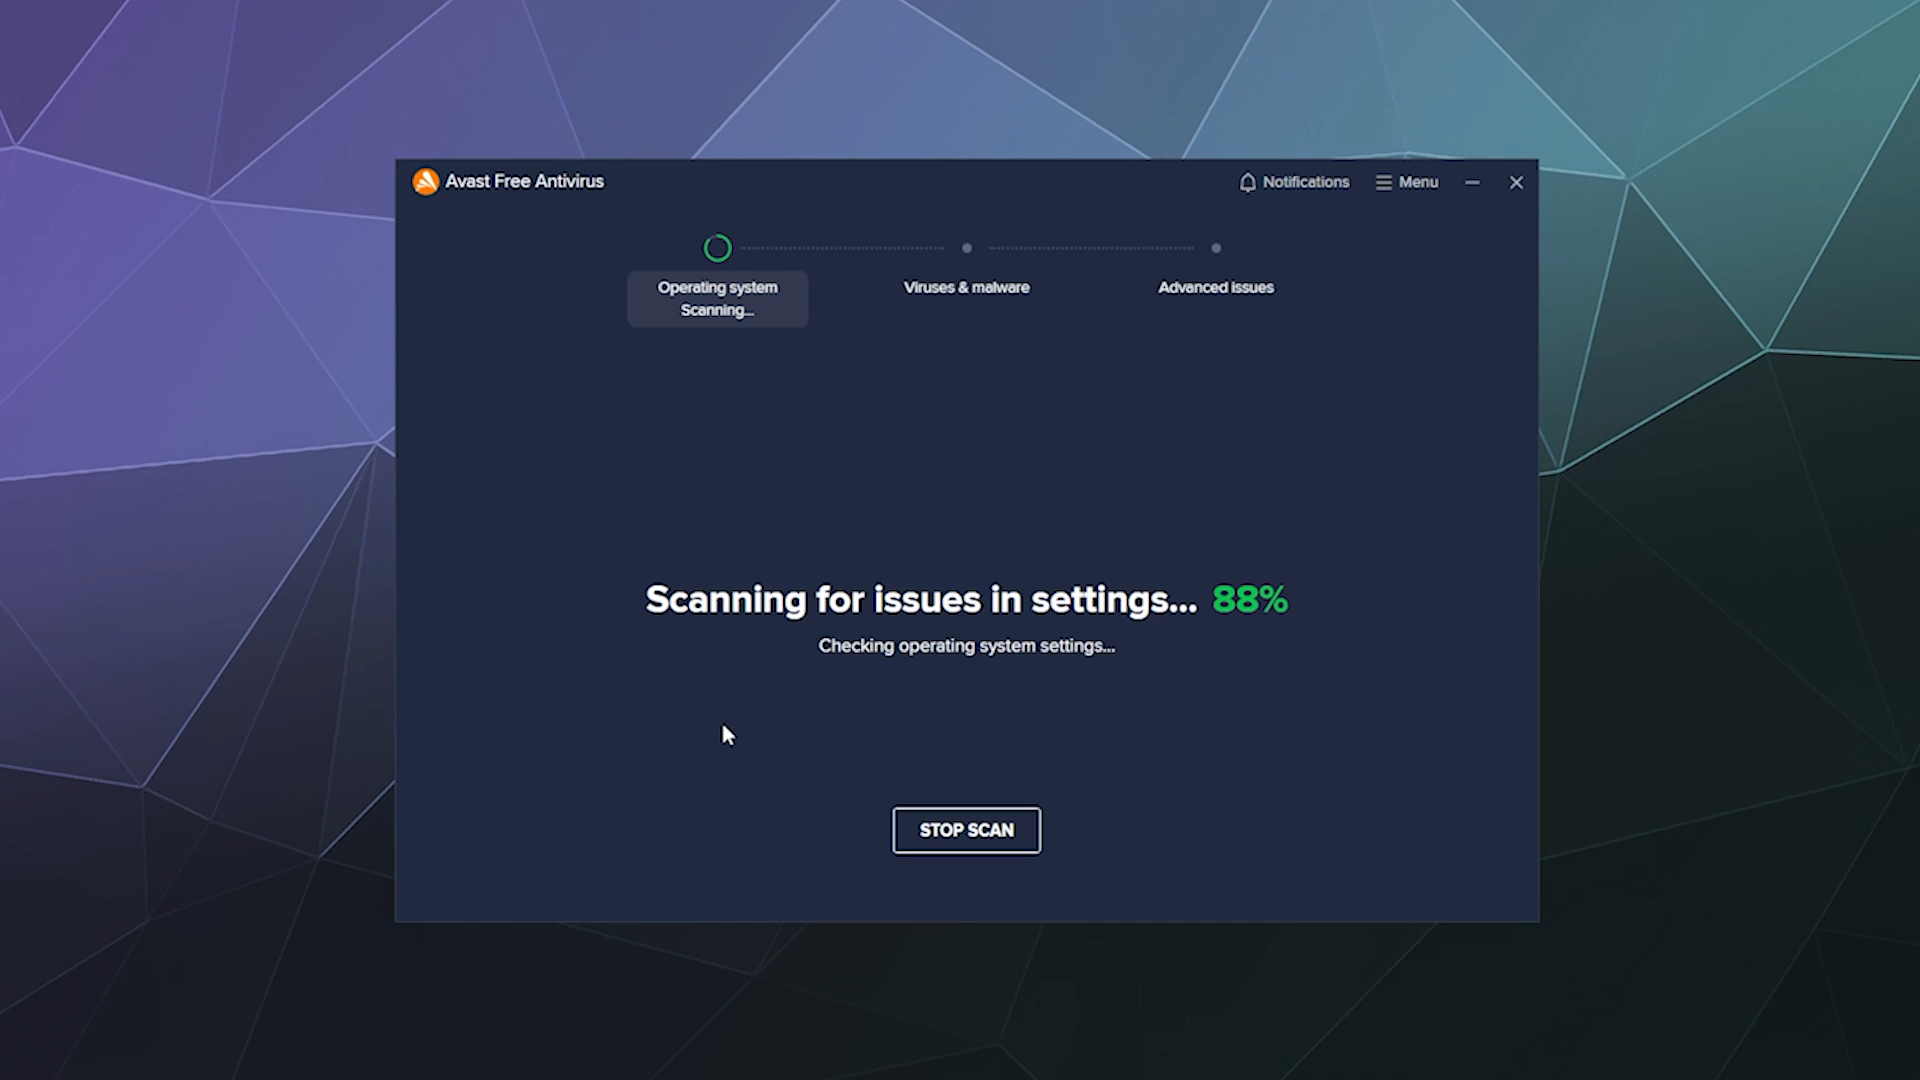 Avast Free Antivirus
Notifications
Menu
Operating system
Scanning...
Viruses & malware
Advanced issues
Scanning for issues in settings... 88%
Checking operating system settings...
STOP SCAN